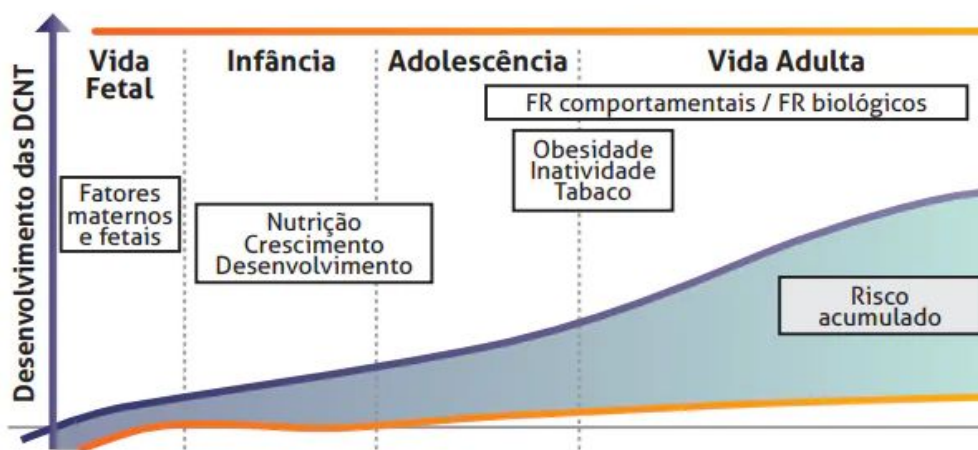 Desenvolvimento das DCNT
Vida
Fetal
Infância
Adolescência
Vida Adulta
FR comportamentais / FR biológicos
Obesidade
Inatividade
Tabaco
Fatores
maternos
e fetais
Nutrição
Crescimento
Desenvolvimento
Risco
acumulado